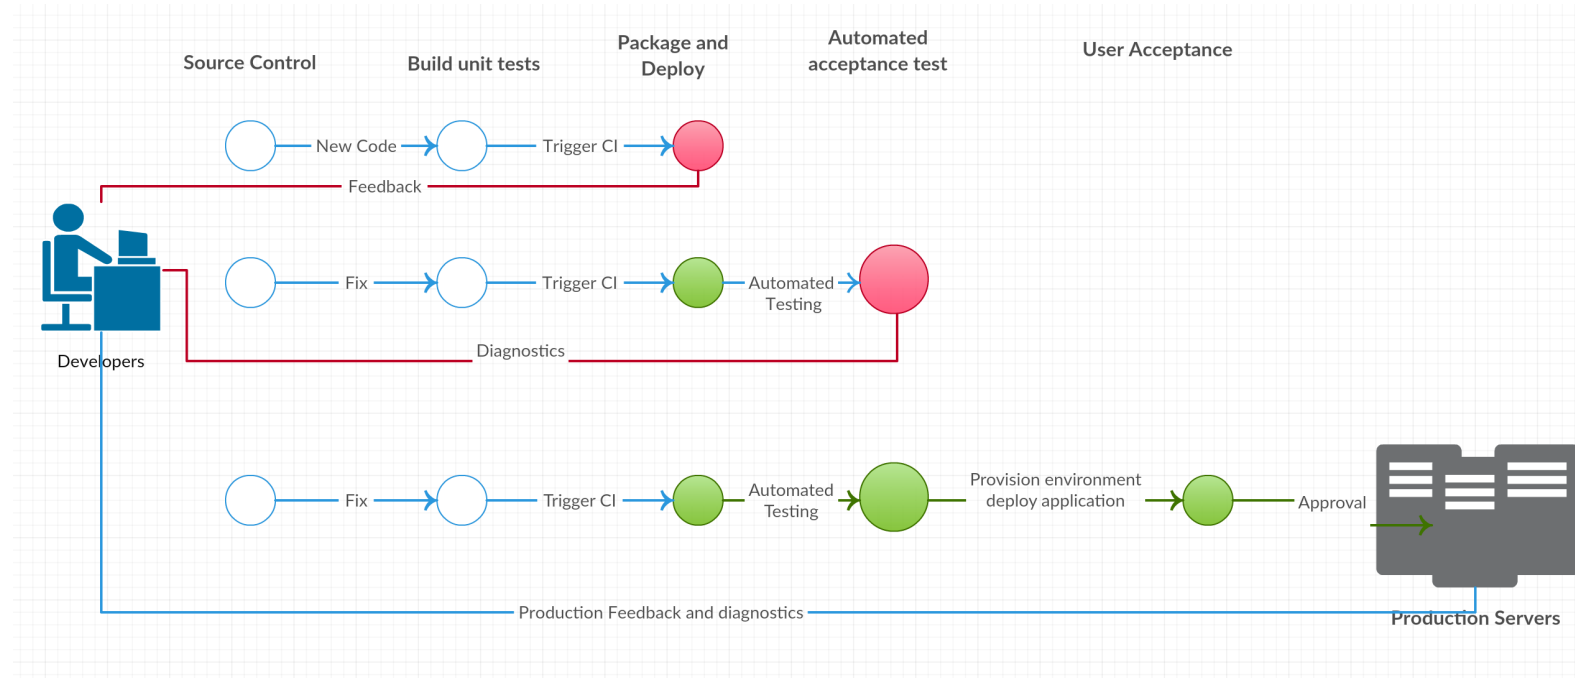 Source Control
Build unit tests
Package and
Deploy
Automated
acceptance test
User Acceptance
New Code
Trigger CI
Feedback
Fix
Trigger CI
Automated
Testing
Diagnostics
Developers
Fix
Trigger CI
Automated
Testing
Provision environment
deploy application
Approval
Production Feedback and diagnostics
Production Servers